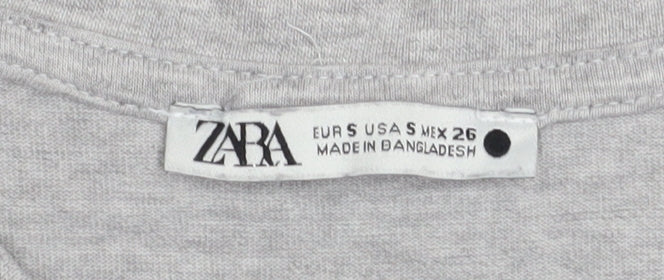 ZARA
EUR S USA S MEX 26
MADE IN BANGLADESH